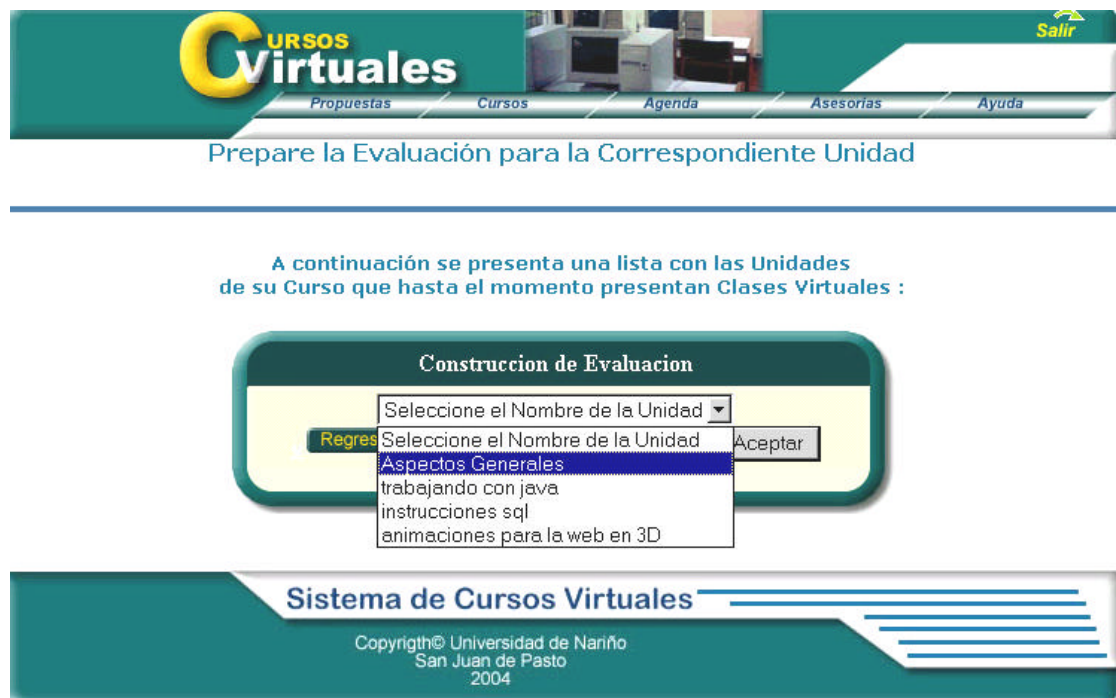 Cursos
Virtuales
Salir
Propuestas Cursos Agenda Asesorias Ayuda
Prepare la Evaluación para la Correspondiente Unidad
A continuación se presenta una lista con las Unidades
de su Curso que hasta el momento presentan Clases Virtuales :
Construccion de Evaluacion
Seleccione el Nombre de la Unidad
Regres Seleccione el Nombre de la Unidad Aceptar
Aspectos Generales
trabajando con java
instrucciones sql
animaciones para la web en 3D
Sistema de Cursos Virtuales
Copyrigth© Universidad de Nariño
San Juan de Pasto
2004